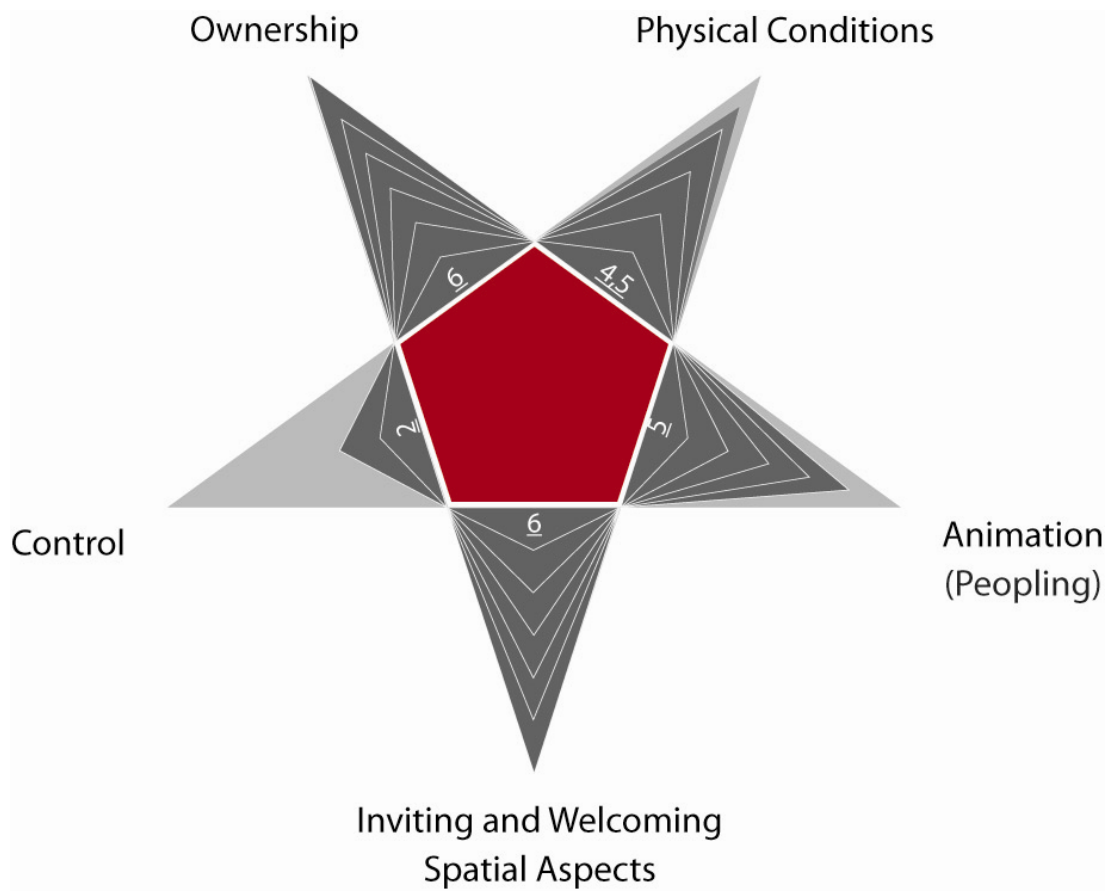 Ownership
Physical Conditions
6
4,5
2
5
6
Control
Animation
(Peopling)
Inviting and Welcoming
Spatial Aspects